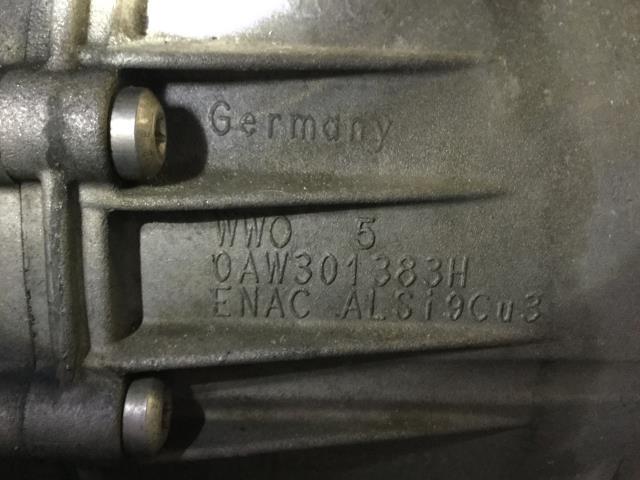 Germany
WWO 5
0AW301383H
ENAC ALSi9Cu3